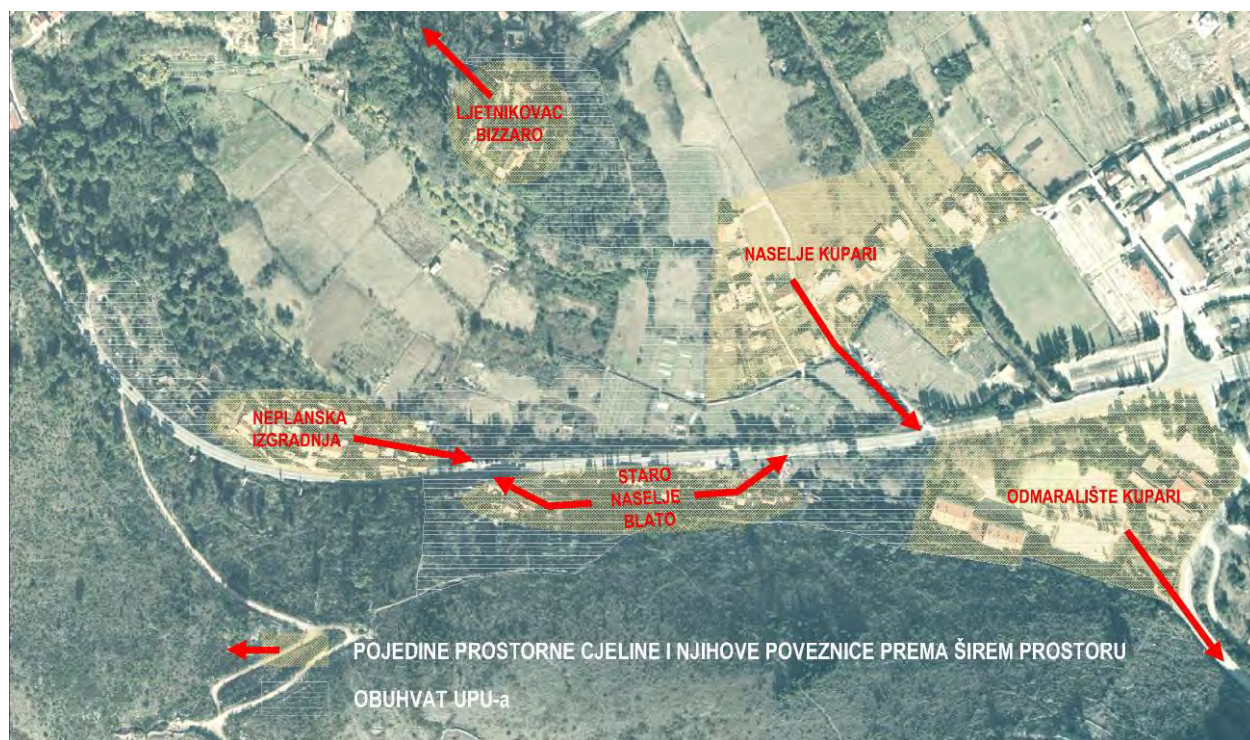 LJETNIKOVAC
BIZZARO
NASELJE KUPARI
NEPLANSKA
IZGRADNJA
STARO
NASELJE
BLATO
ODMARALIŠTE KUPARI
POJEDINE PROSTORNE CJELINE I NJIHOVE POVEZNICE PREMA ŠIREM PROSTORU
OBUHVAT UPU-a